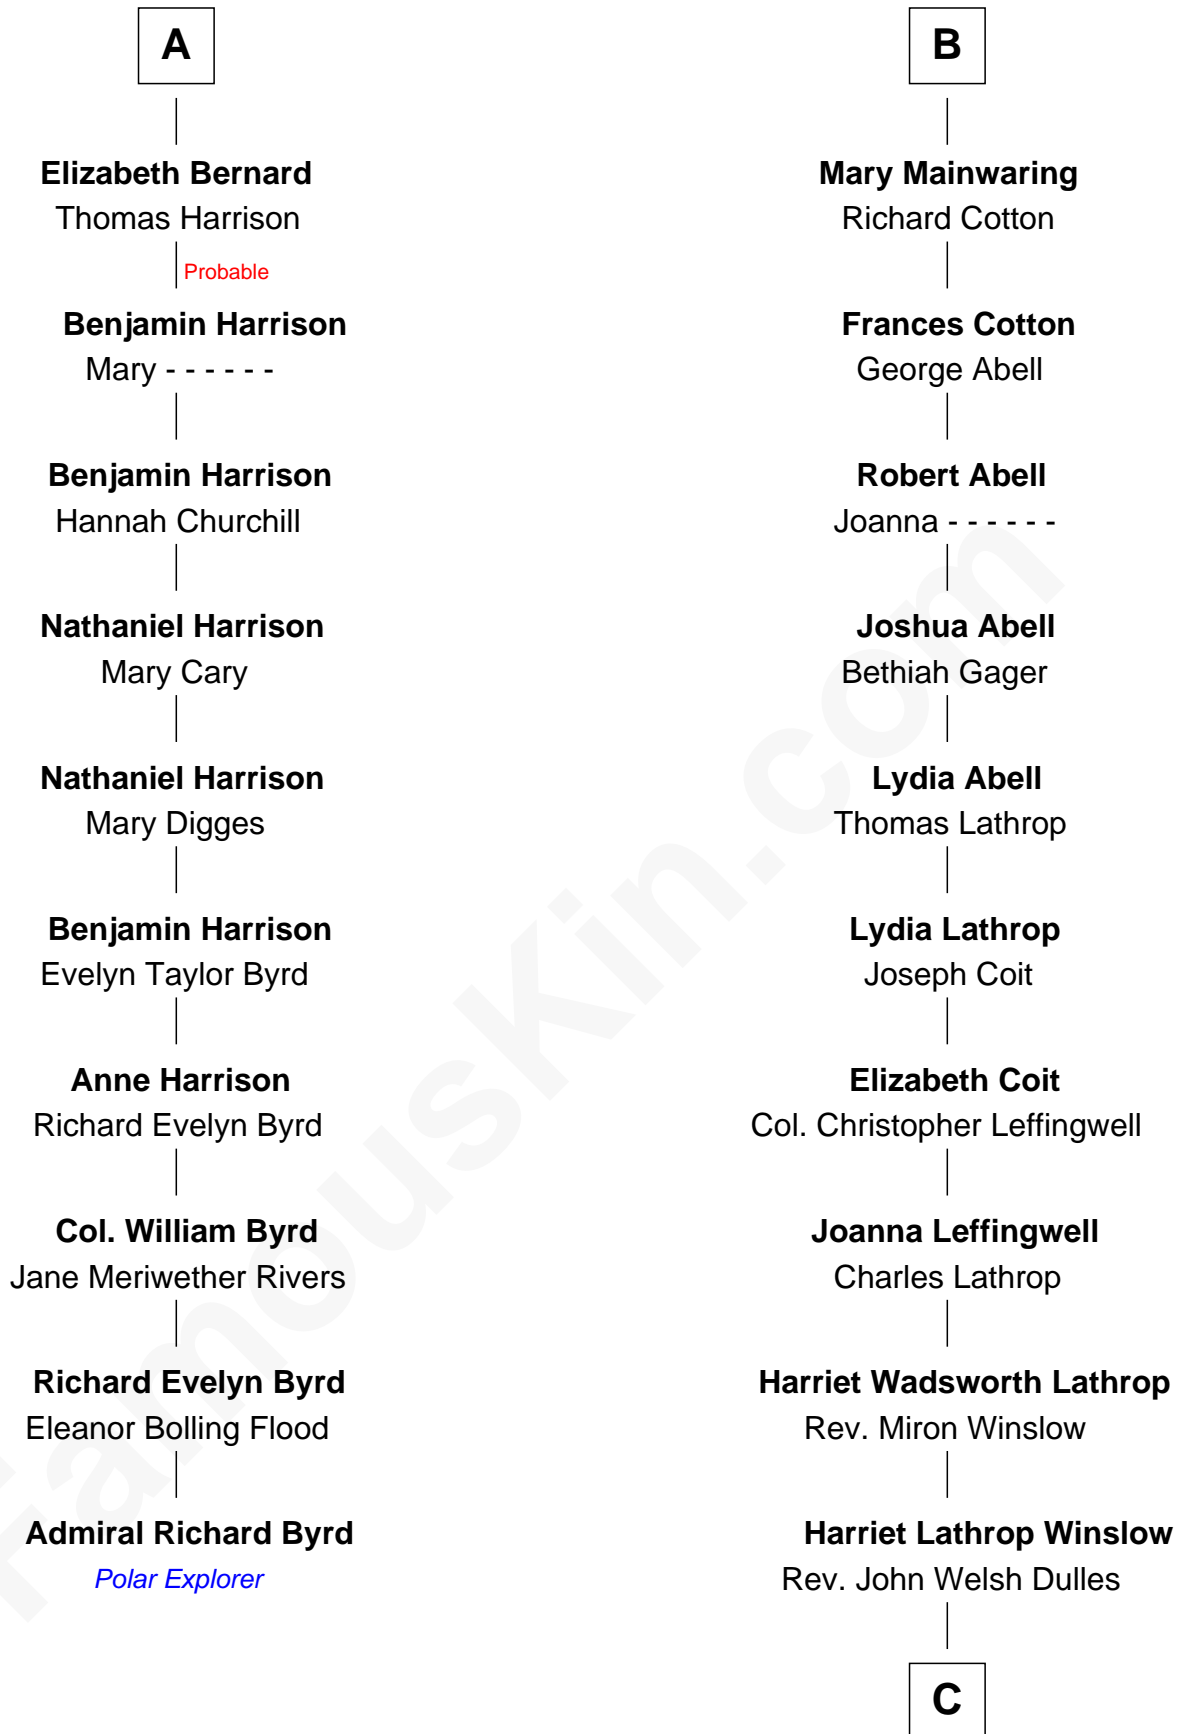 A
Elizabeth Bernard
Thomas Harrison
Probable
Benjamin Harrison
Mary - - - - - -
Benjamin Harrison
Hannah Churchill
Nathaniel Harrison
Mary Cary
Nathaniel Harrison
Mary Digges
Benjamin Harrison
Evelyn Taylor Byrd
Anne Harrison
Richard Evelyn Byrd
Col. William Byrd
Jane Meriwether Rivers
Richard Evelyn Byrd
Eleanor Bolling Flood
Admiral Richard Byrd
Polar Explorer
B
Mary Mainwaring
Richard Cotton
Frances Cotton
George Abell
Robert Abell
Joanna - - - - - -
Joshua Abell
Bethiah Gager
Lydia Abell
Thomas Lathrop
Lydia Lathrop
Joseph Coit
Elizabeth Coit
Col. Christopher Leffingwell
Joanna Leffingwell
Charles Lathrop
Harriet Wadsworth Lathrop
Rev. Miron Winslow
Harriet Lathrop Winslow
Rev. John Welsh Dulles
C
FamousKin.com